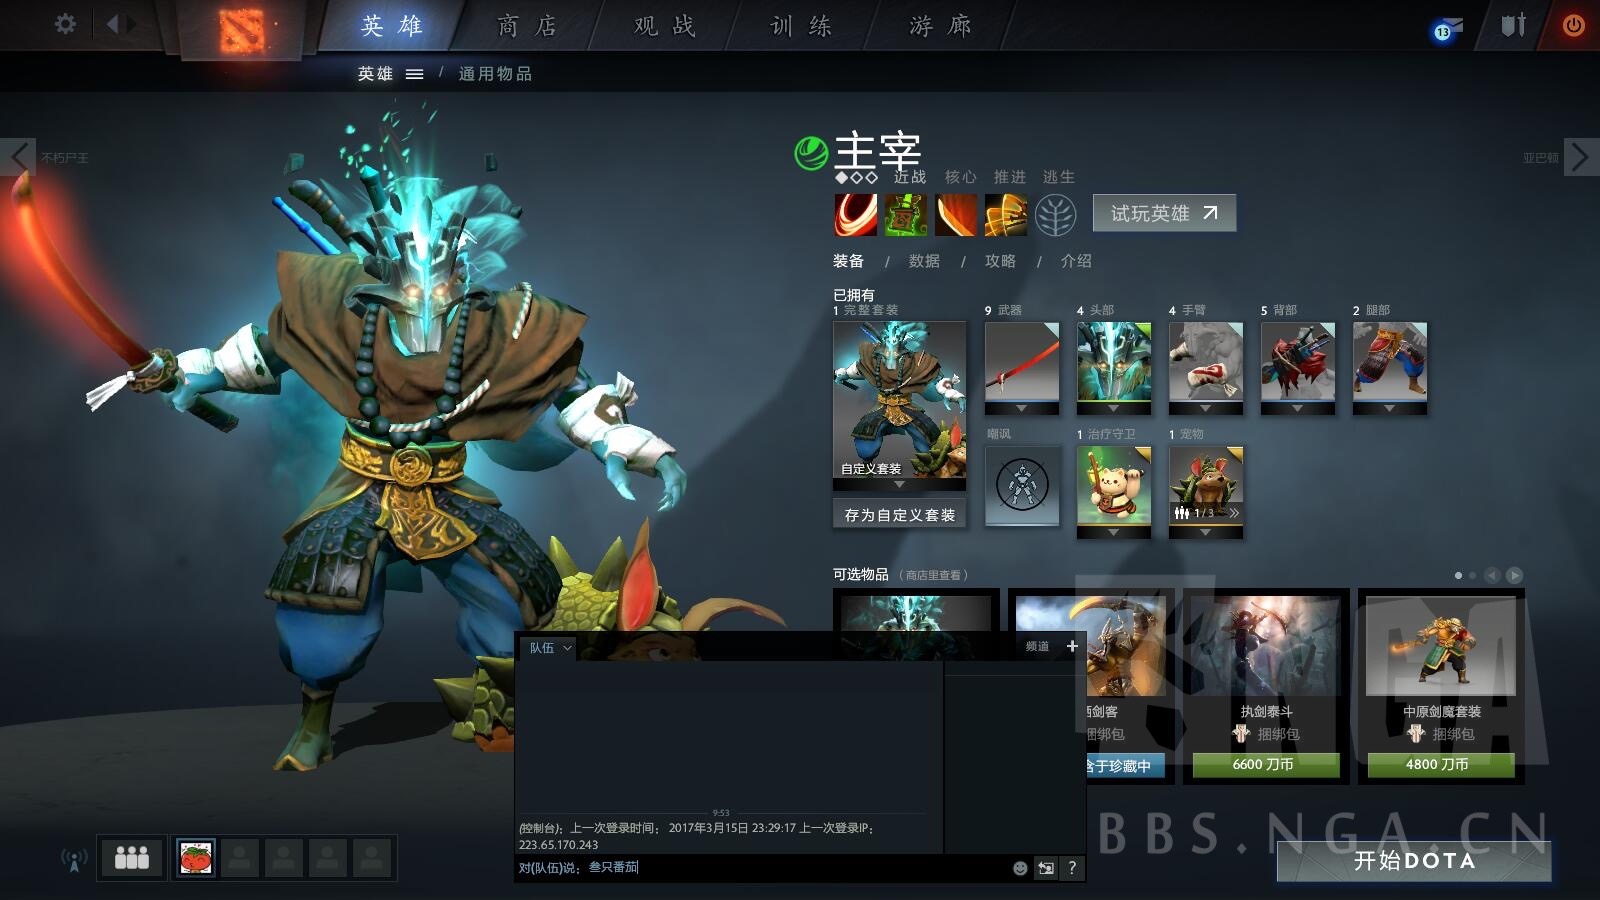 英雄
商店
观战
训练
游廊
13
英雄 / 通用物品
不朽尸王
亚巴顿
主宰
近战 核心 推进 逃生
试玩英雄
装备 / 数据 / 攻略 / 介绍
已拥有
1 完整套装
9 武器
4 头部
4 手臂
5 背部
2 腿部
自定义套装
存为自定义套装
嘲讽
1 治疗守卫
1 宠物
1/3
可选物品 (商店里查看)
剑客
捆绑包
含于珍藏中
执剑泰斗
捆绑包
6600 刀币
中原剑魔套装
捆绑包
4800 刀币
队伍
频道 +
9:53
(控制台): 上一次登录时间: 2017年3月15日 23:29:17 上一次登录IP:
223.65.170.243
对(队伍)说: 叁只番茄
?
开始DOTA
NGA
BBS.NGA.CN